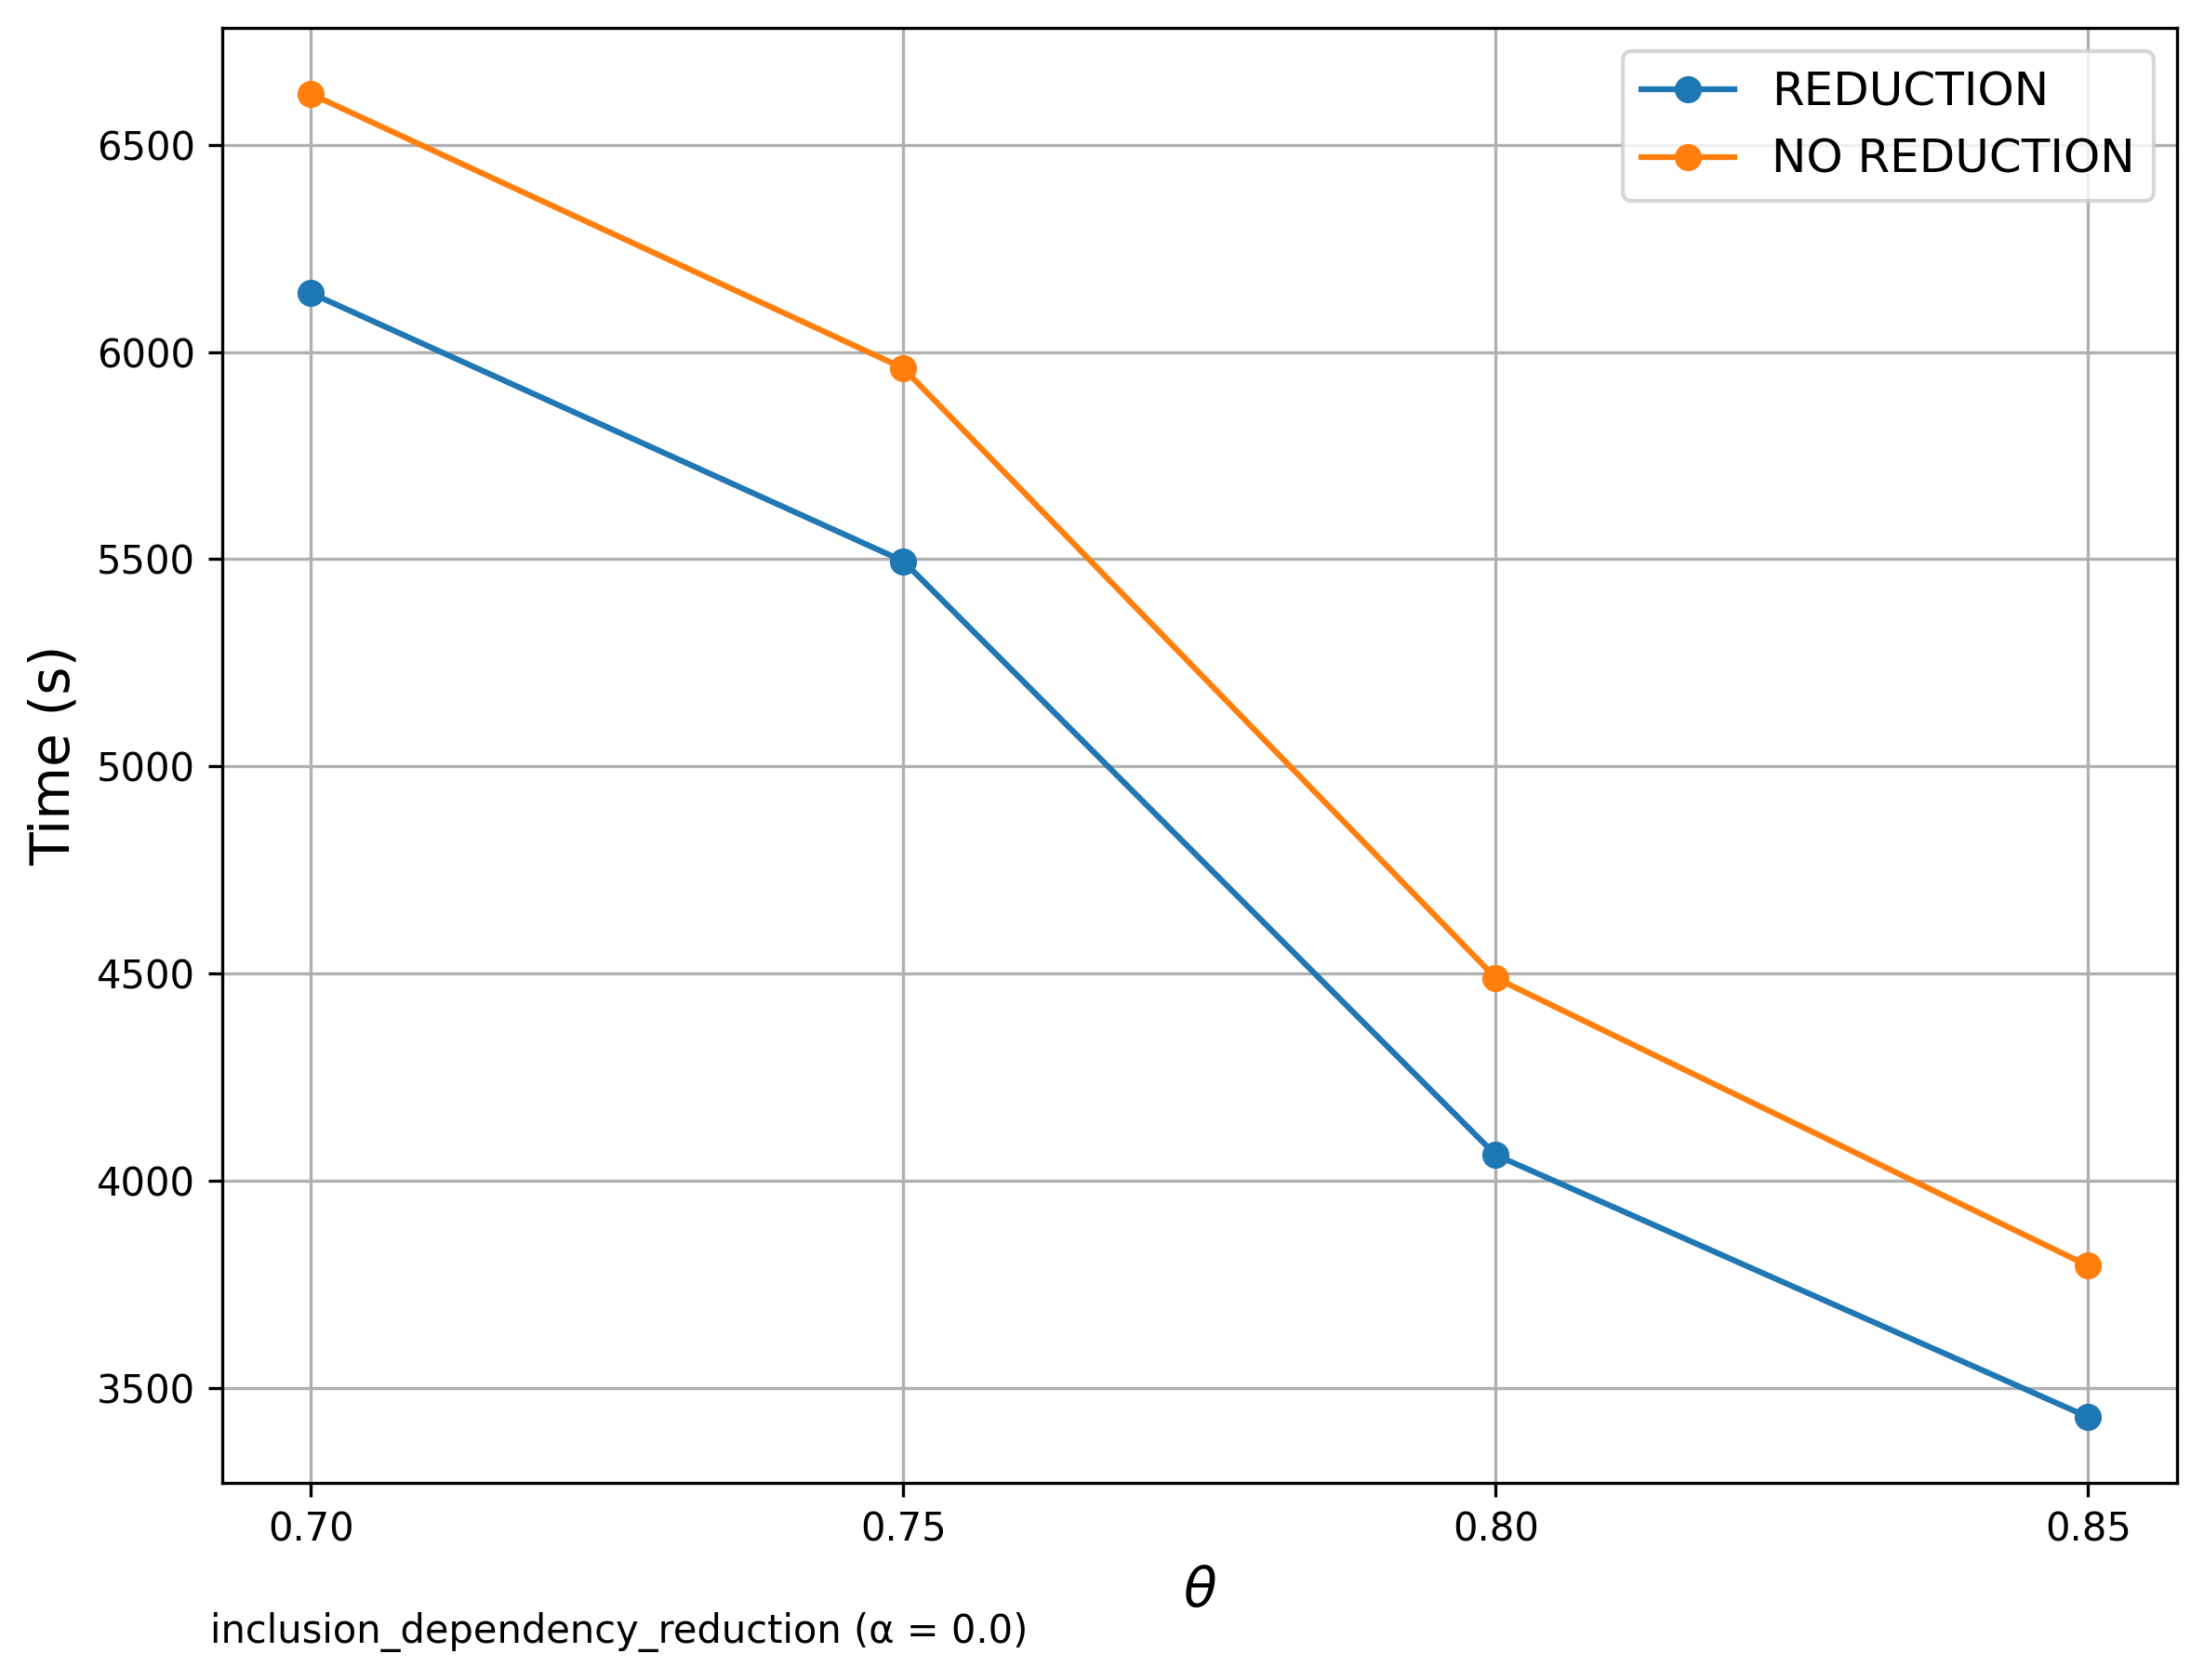 REDUCTION
NO REDUCTION
6500
6000
5500
5000
4500
4000
3500
Time (s)
0.70 0.75 0.80 0.85
θ
inclusion_dependency_reduction (α = 0.0)